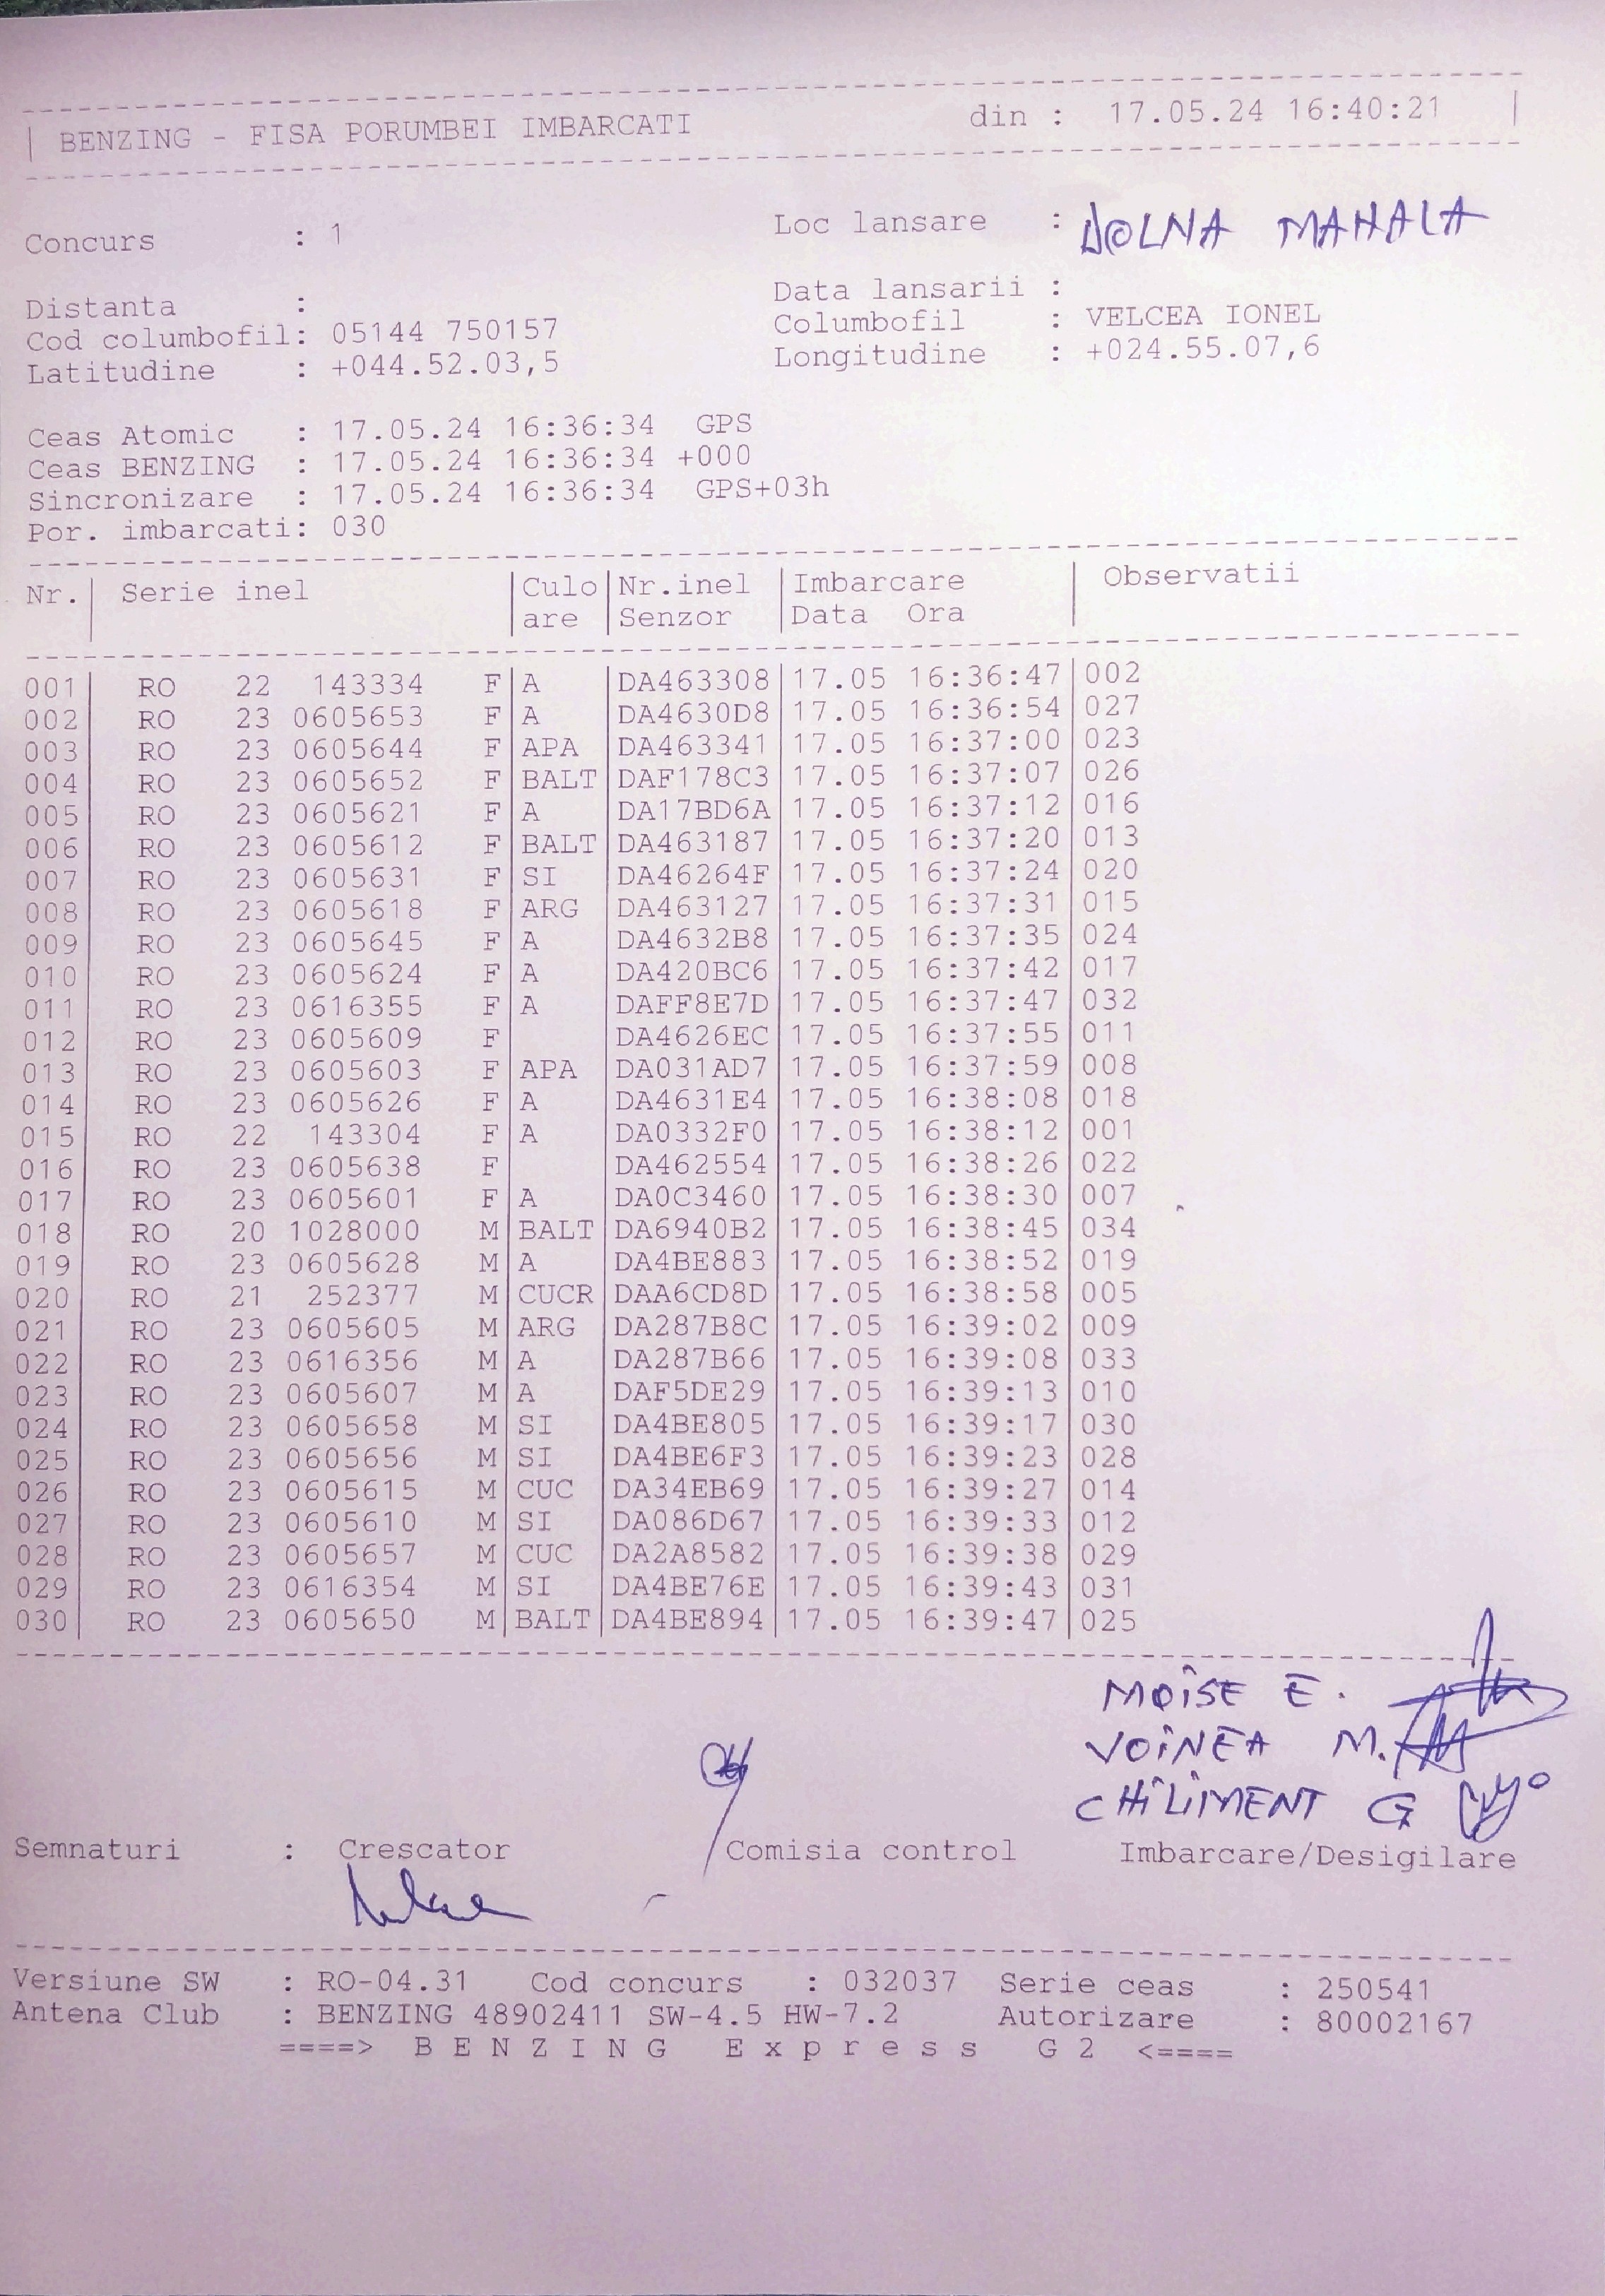 BENZING - FISA PORUMBEI IMBARCATI din : 17.05.24 16:40:21
Concurs : 1 Loc lansare : DOLNA MAHALA
Distanta : Data lansarii :
Cod columbofil: 05144 750157 Columbofil : VELCEA IONEL
Latitudine : +044.52.03,5 Longitudine : +024.55.07,6
Ceas Atomic : 17.05.24 16:36:34 GPS
Ceas BENZING : 17.05.24 16:36:34 +000
Sincronizare : 17.05.24 16:36:34 GPS+03h
Por. imbarcati: 030
Nr. | Serie inel | Culo | Nr.inel | Imbarcare | Observatii
are | Senzor | Data Ora
001 | RO 22 143334 F | A | DA463308 | 17.05 16:36:47 | 002
002 | RO 23 0605653 F | A | DA4630D8 | 17.05 16:36:54 | 027
003 | RO 23 0605644 F | APA | DA463341 | 17.05 16:37:00 | 023
004 | RO 23 0605652 F | BALT | DAF178C3 | 17.05 16:37:07 | 026
005 | RO 23 0605621 F | A | DA17BD6A | 17.05 16:37:12 | 016
006 | RO 23 0605612 F | BALT | DA463187 | 17.05 16:37:20 | 013
007 | RO 23 0605631 F | SI | DA46264F | 17.05 16:37:24 | 020
008 | RO 23 0605618 F | ARG | DA463127 | 17.05 16:37:31 | 015
009 | RO 23 0605645 F | A | DA4632B8 | 17.05 16:37:35 | 024
010 | RO 23 0605624 F | A | DA420BC6 | 17.05 16:37:42 | 017
011 | RO 23 0616355 F | A | DAFF8E7D | 17.05 16:37:47 | 032
012 | RO 23 0605609 F | | DA4626EC | 17.05 16:37:55 | 011
013 | RO 23 0605603 F | APA | DA031AD7 | 17.05 16:37:59 | 008
014 | RO 23 0605626 F | A | DA4631E4 | 17.05 16:38:08 | 018
015 | RO 22 143304 F | A | DA0332F0 | 17.05 16:38:12 | 001
016 | RO 23 0605638 F | | DA462554 | 17.05 16:38:26 | 022
017 | RO 23 0605601 F | A | DA0C3460 | 17.05 16:38:30 | 007
018 | RO 20 1028000 M | BALT | DA6940B2 | 17.05 16:38:45 | 034
019 | RO 23 0605628 M | A | DA4BE883 | 17.05 16:38:52 | 019
020 | RO 21 252377 M | CUCR | DAA6CD8D | 17.05 16:38:58 | 005
021 | RO 23 0605605 M | ARG | DA287B8C | 17.05 16:39:02 | 009
022 | RO 23 0616356 M | A | DA287B66 | 17.05 16:39:08 | 033
023 | RO 23 0605607 M | A | DAF5DE29 | 17.05 16:39:13 | 010
024 | RO 23 0605658 M | SI | DA4BE805 | 17.05 16:39:17 | 030
025 | RO 23 0605656 M | SI | DA4BE6F3 | 17.05 16:39:23 | 028
026 | RO 23 0605615 M | CUC | DA34EB69 | 17.05 16:39:27 | 014
027 | RO 23 0605610 M | SI | DA086D67 | 17.05 16:39:33 | 012
028 | RO 23 0605657 M | CUC | DA2A8582 | 17.05 16:39:38 | 029
029 | RO 23 0616354 M | SI | DA4BE76E | 17.05 16:39:43 | 031
030 | RO 23 0605650 M | BALT | DA4BE894 | 17.05 16:39:47 | 025
MOISE E.
VOINEA M.
CHILIMENT G
Semnaturi : Crescator Comisia control Imbarcare/Desigilare
Versiune SW : RO-04.31 Cod concurs : 032037 Serie ceas : 250541
Antena Club : BENZING 48902411 SW-4.5 HW-7.2 Autorizare : 80002167
====> B E N Z I N G E x p r e s s G 2 <====